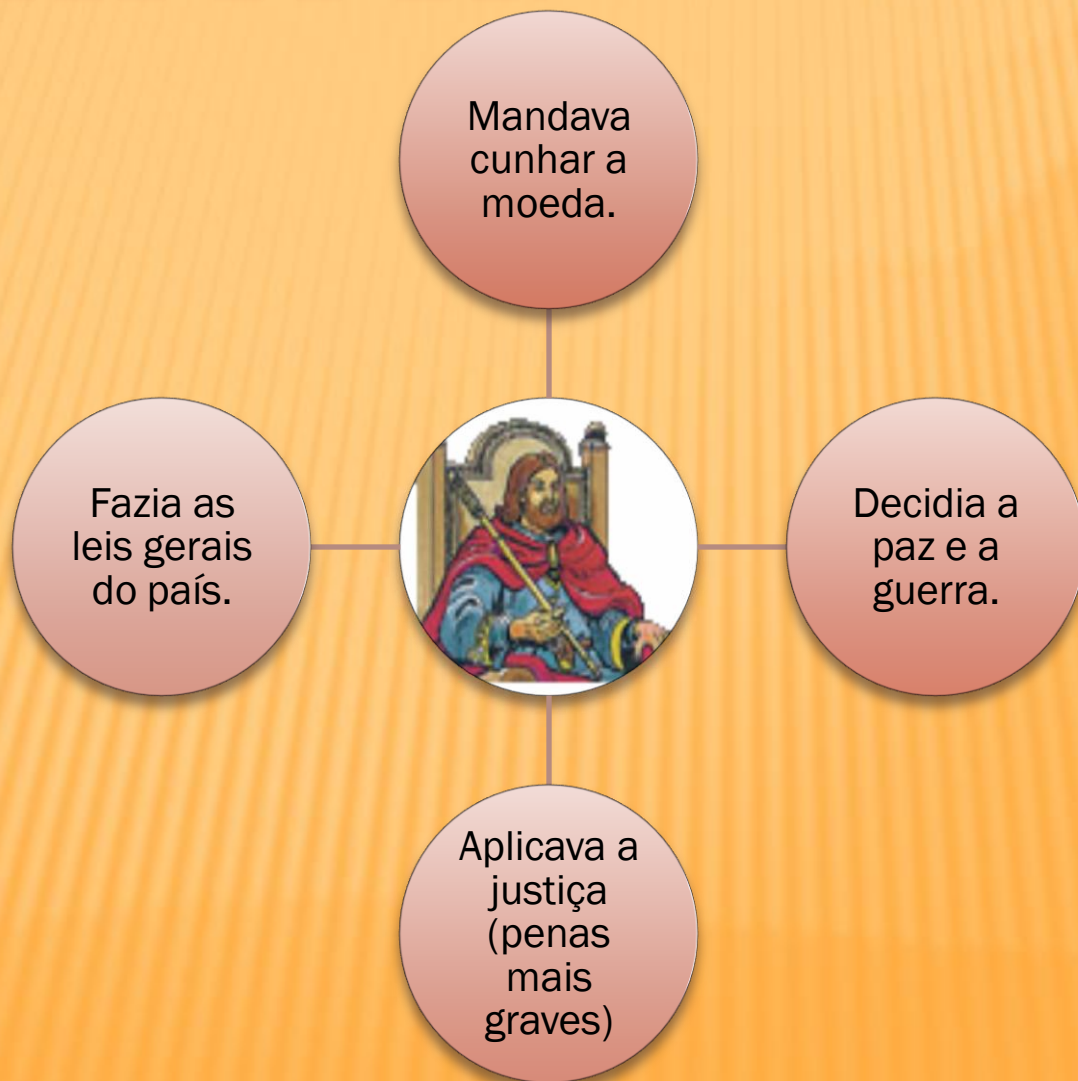 Mandava
cunhar a
moeda.
Fazia as
leis gerais
do país.
Decidia a
paz e a
guerra.
Aplicava a
justiça
(penas
mais
graves)